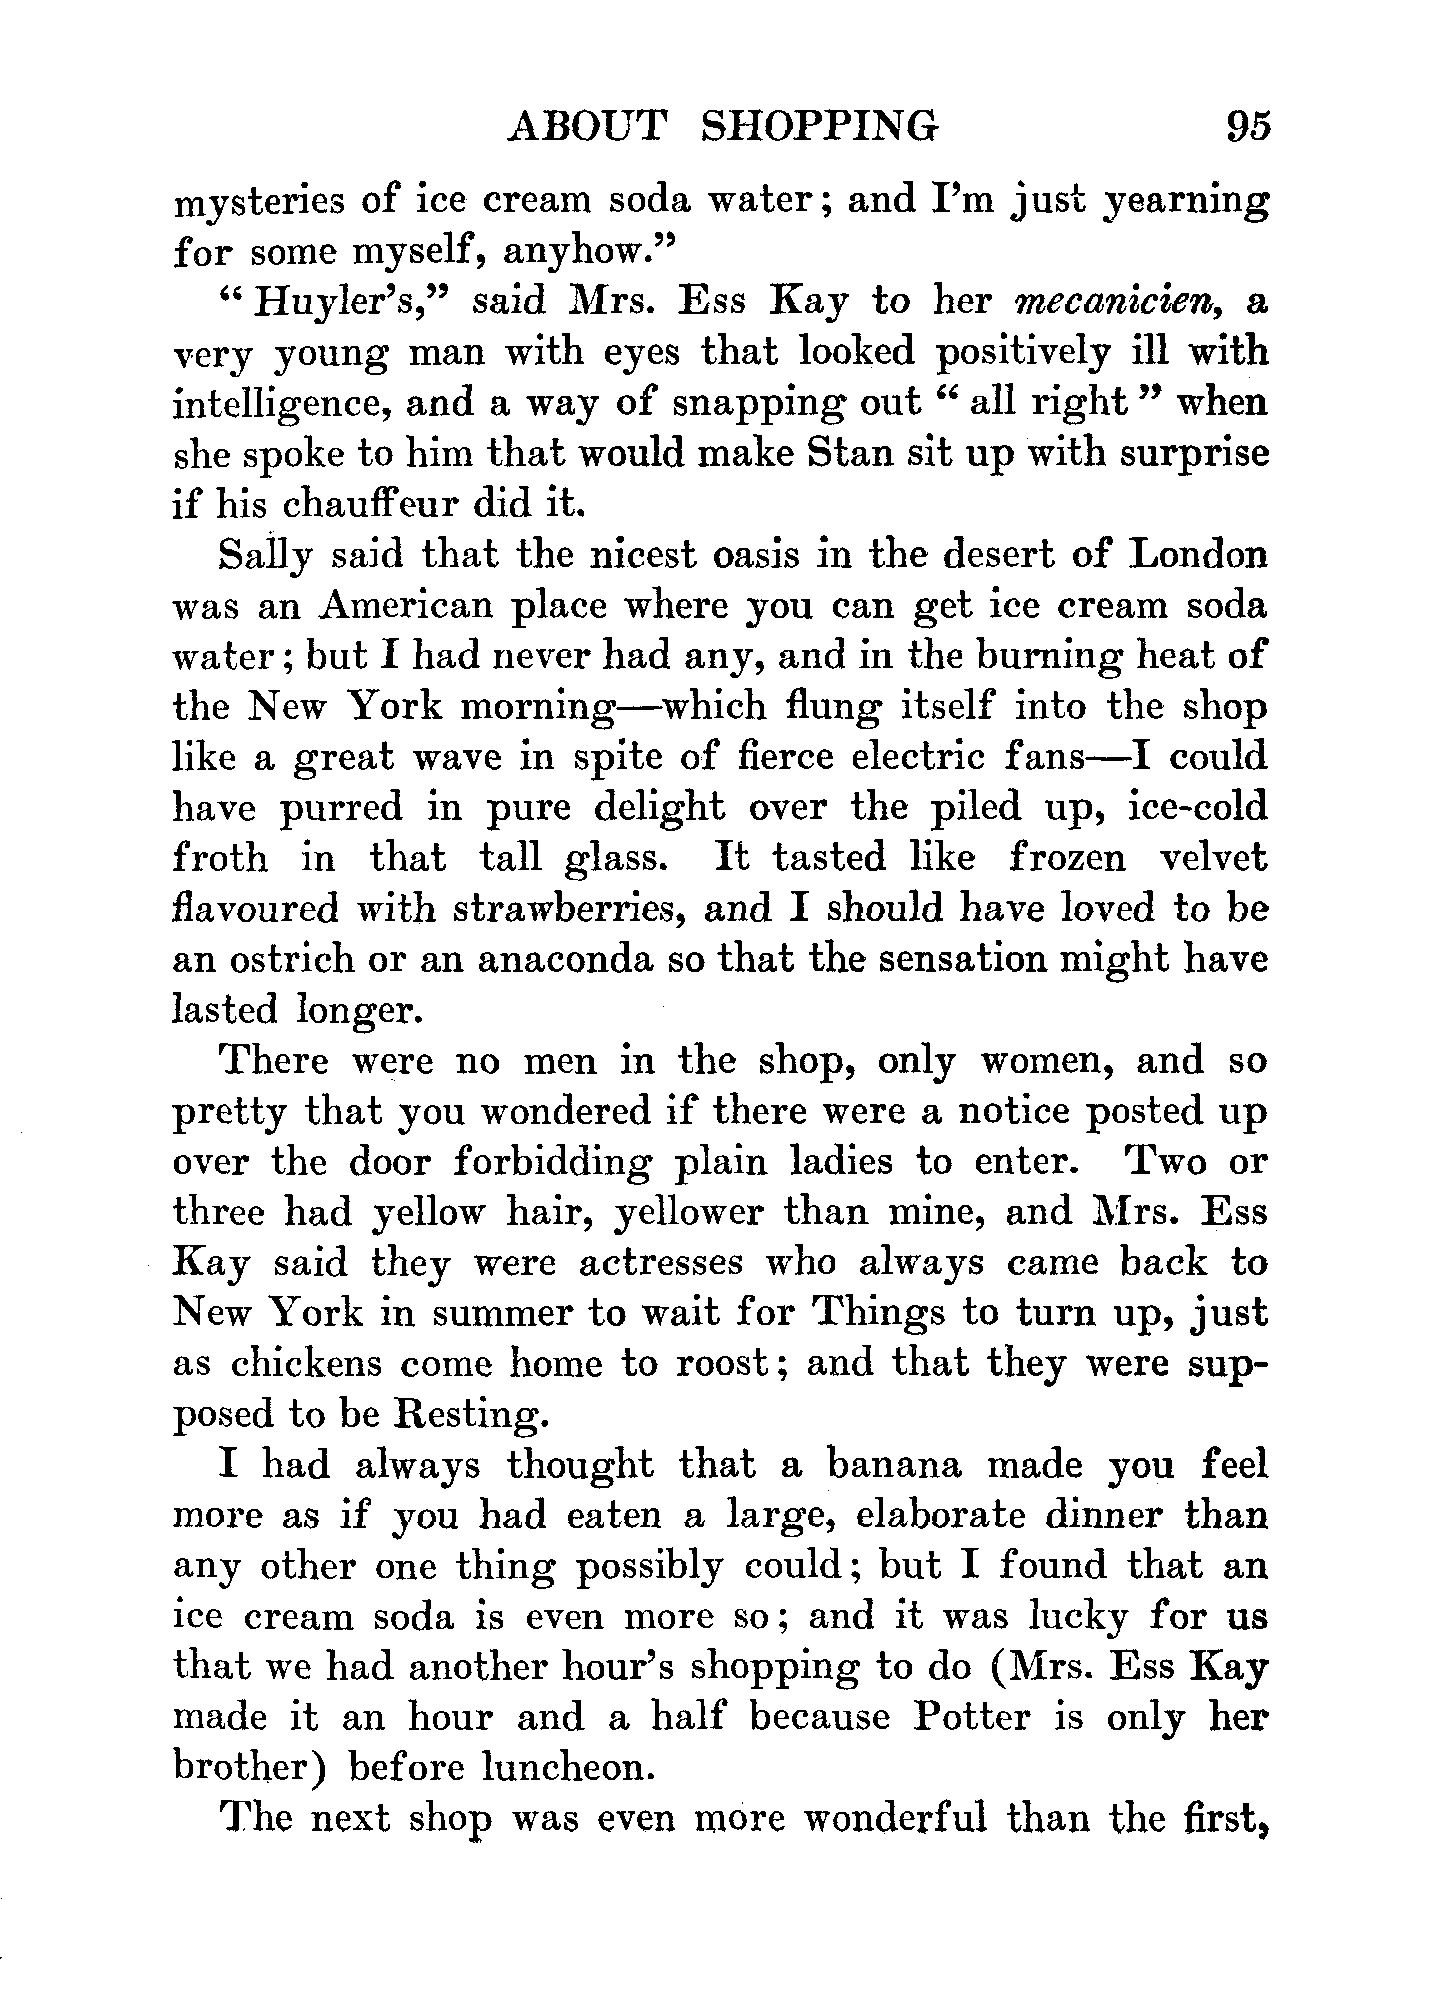 ABOUT SHOPPING 95
mysteries of ice cream soda water; and I'm just yearning
for some myself, anyhow."
"Huyler's," said Mrs. Ess Kay to her mecanicien, a
very young man with eyes that looked positively ill with
intelligence, and a way of snapping out "all right" when
she spoke to him that would make Stan sit up with surprise
if his chauffeur did it.
Sally said that the nicest oasis in the desert of London
was an American place where you can get ice cream soda
water; but I had never had any, and in the burning heat of
the New York morning—which flung itself into the shop
like a great wave in spite of fierce electric fans—I could
have purred in pure delight over the piled up, ice-cold
froth in that tall glass. It tasted like frozen velvet
flavoured with strawberries, and I should have loved to be
an ostrich or an anaconda so that the sensation might have
lasted longer.
There were no men in the shop, only women, and so
pretty that you wondered if there were a notice posted up
over the door forbidding plain ladies to enter. Two or
three had yellow hair, yellower than mine, and Mrs. Ess
Kay said they were actresses who always came back to
New York in summer to wait for Things to turn up, just
as chickens come home to roost; and that they were sup-
posed to be Resting.
I had always thought that a banana made you feel
more as if you had eaten a large, elaborate dinner than
any other one thing possibly could; but I found that an
ice cream soda is even more so; and it was lucky for us
that we had another hour's shopping to do (Mrs. Ess Kay
made it an hour and a half because Potter is only her
brother) before luncheon.
The next shop was even more wonderful than the first,